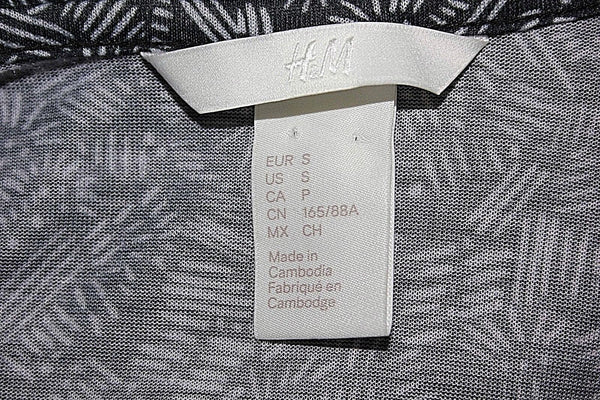 H&M
EUR S
US S
CA P
CN 165/88A
MX CH
Made in
Cambodia
Fabriqué en
Cambodge